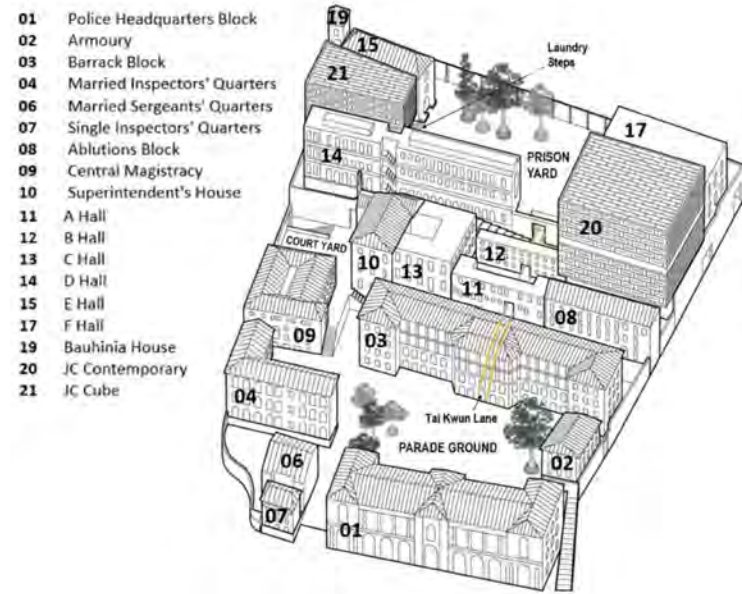 01 Police Headquarters Block
02 Armoury
03 Barrack Block
04 Married Inspectors' Quarters
06 Married Sergeants' Quarters
07 Single Inspectors' Quarters
08 Ablutions Block
09 Central Magistracy
10 Superintendent's House
11 A Hall
12 B Hall
13 C Hall
14 D Hall
15 E Hall
17 F Hall
19 Bauhinia House
20 JC Contemporary
21 JC Cube
19
15
Laundry
Steps
21
17
14
PRISON
YARD
20
COURT YARD
12
10
13
11
08
09
03
04
Tai Kwun Lane
PARADE GROUND
02
06
07
01